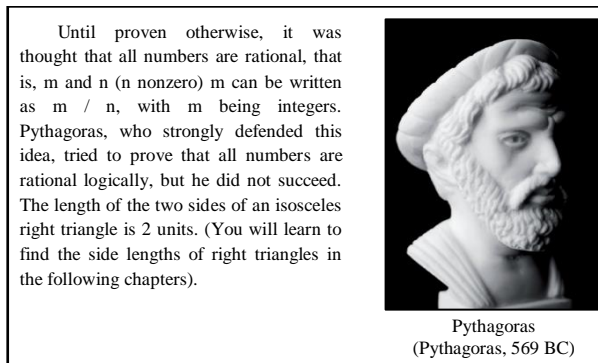 Until proven otherwise, it was
thought that all numbers are rational, that
is, m and n (n nonzero) m can be written
as m / n, with m being integers.
Pythagoras, who strongly defended this
idea, tried to prove that all numbers are
rational logically, but he did not succeed.
The length of the two sides of an isosceles
right triangle is 2 units. (You will learn to
find the side lengths of right triangles in
the following chapters).
Pythagoras
(Pythagoras, 569 BC)